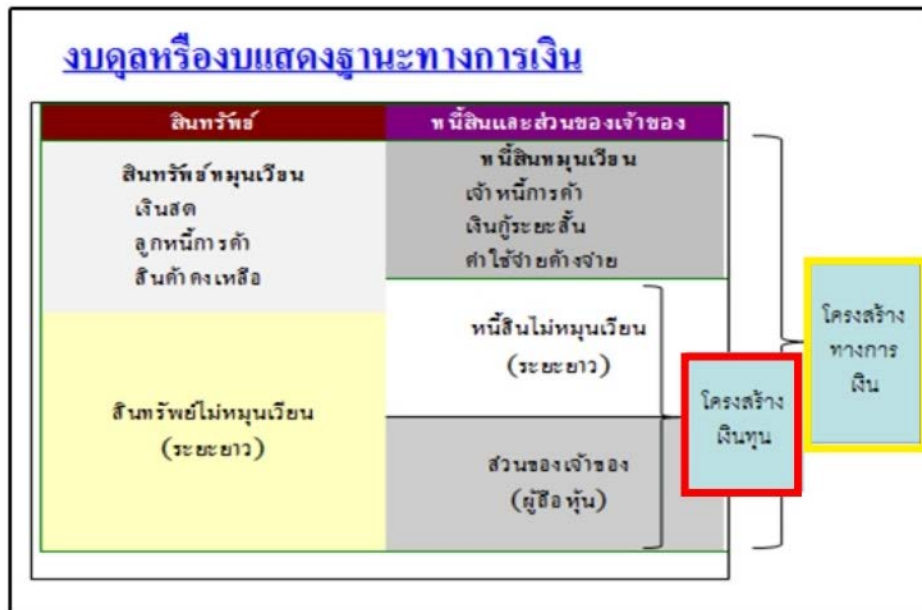 งบดุลหรืองบแสดงฐานะทางการเงิน
สินทรัพย์
หนี้สินและส่วนของเจ้าของ
สินทรัพย์หมุนเวียน
เงินสด
ลูกหนี้การค้า
สินค้าคงเหลือ
หนี้สินหมุนเวียน
เจ้าหนี้การค้า
เงินกู้ระยะสั้น
ค่าใช้จ่ายค้างจ่าย
สินทรัพย์ไม่หมุนเวียน
(ระยะยาว)
หนี้สินไม่หมุนเวียน
(ระยะยาว)
ส่วนของเจ้าของ
(ผู้ถือหุ้น)
โครงสร้าง
เงินทุน
โครงสร้าง
ทางการ
เงิน